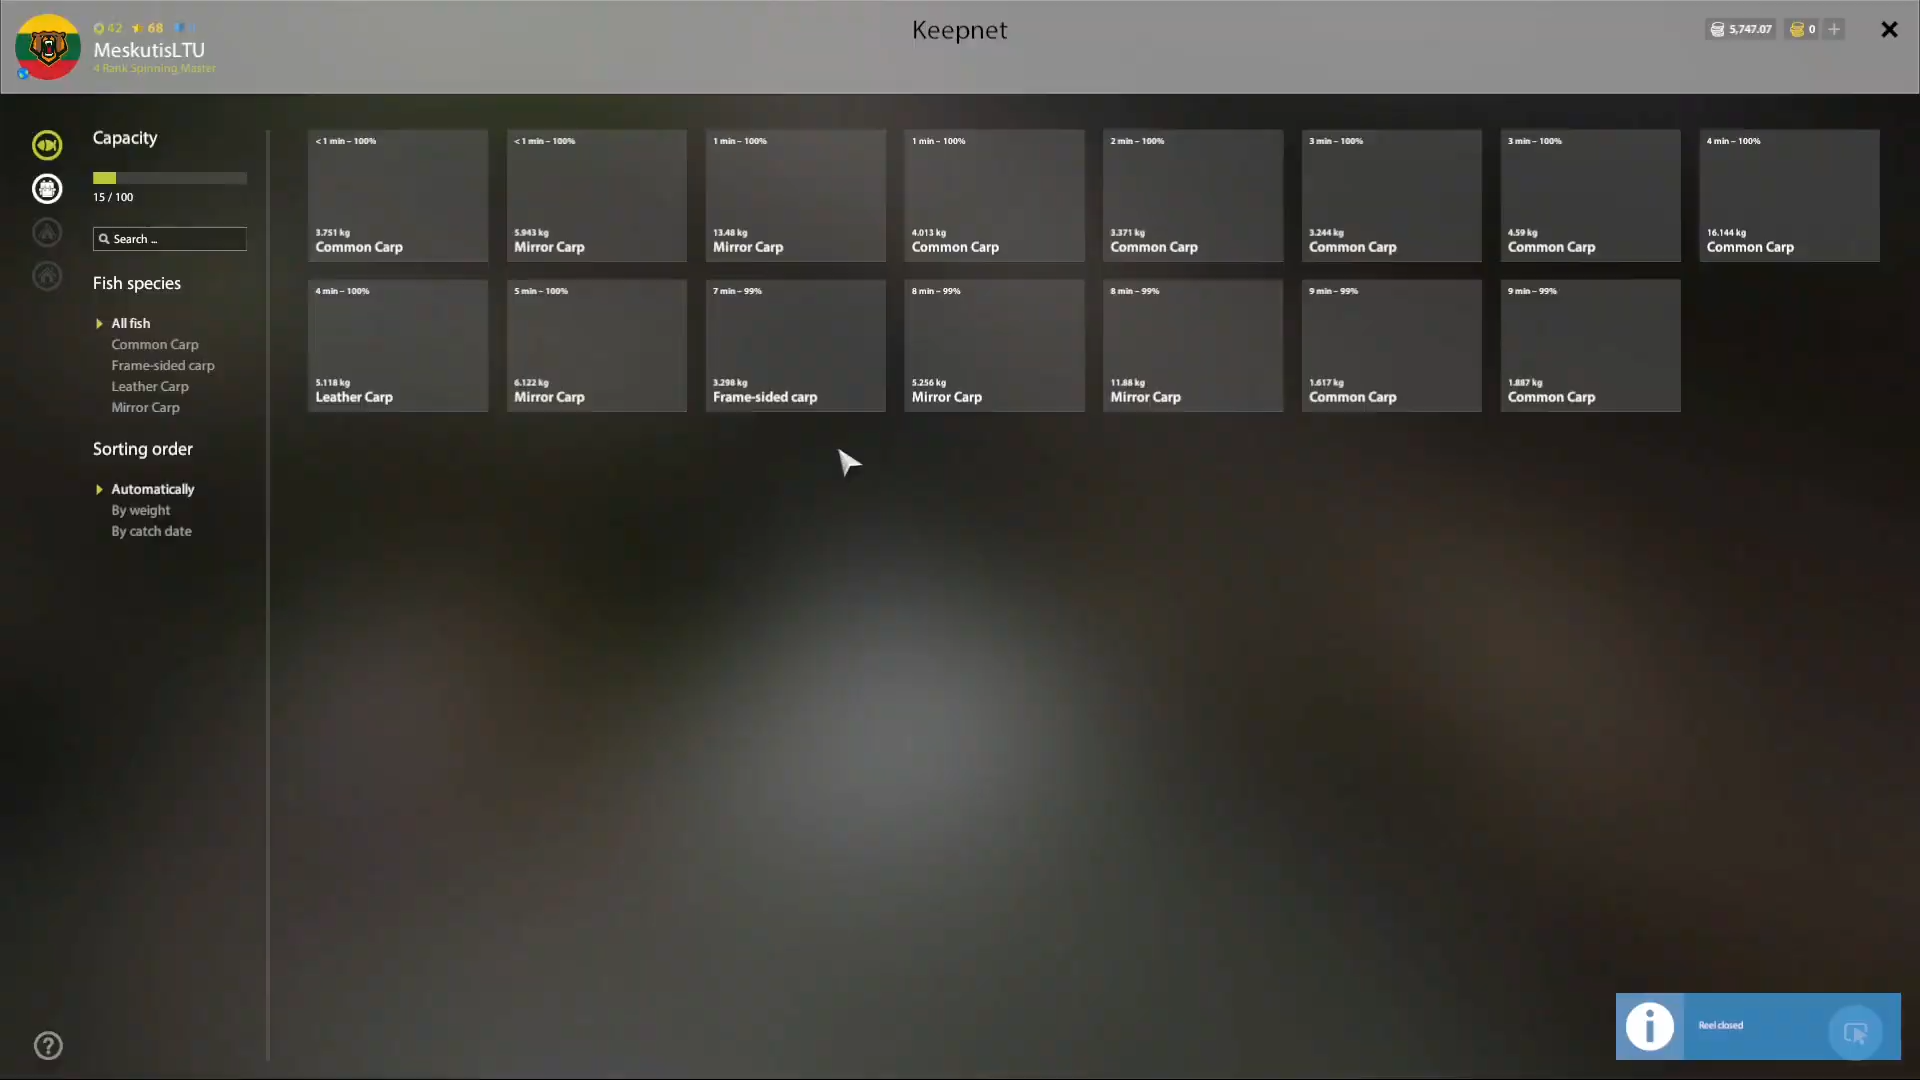 42 68
MeskutisLTU
4 Rank Spinning Master
Keepnet
5,747.07 0 +
Capacity
15 / 100
Search ...
Fish species
All fish
Common Carp
Frame-sided carp
Leather Carp
Mirror Carp
Sorting order
Automatically
By weight
By catch date
< 1 min – 100%
3.751 kg
Common Carp
< 1 min – 100%
5.943 kg
Mirror Carp
1 min – 100%
13.48 kg
Mirror Carp
1 min – 100%
4.013 kg
Common Carp
2 min – 100%
3.371 kg
Common Carp
3 min – 100%
3.244 kg
Common Carp
3 min – 100%
4.59 kg
Common Carp
4 min – 100%
16.144 kg
Common Carp
4 min – 100%
5.118 kg
Leather Carp
5 min – 100%
6.122 kg
Mirror Carp
7 min – 99%
3.298 kg
Frame-sided carp
8 min – 99%
5.256 kg
Mirror Carp
8 min – 99%
11.88 kg
Mirror Carp
9 min – 99%
1.617 kg
Common Carp
9 min – 99%
1.887 kg
Common Carp
Reel closed